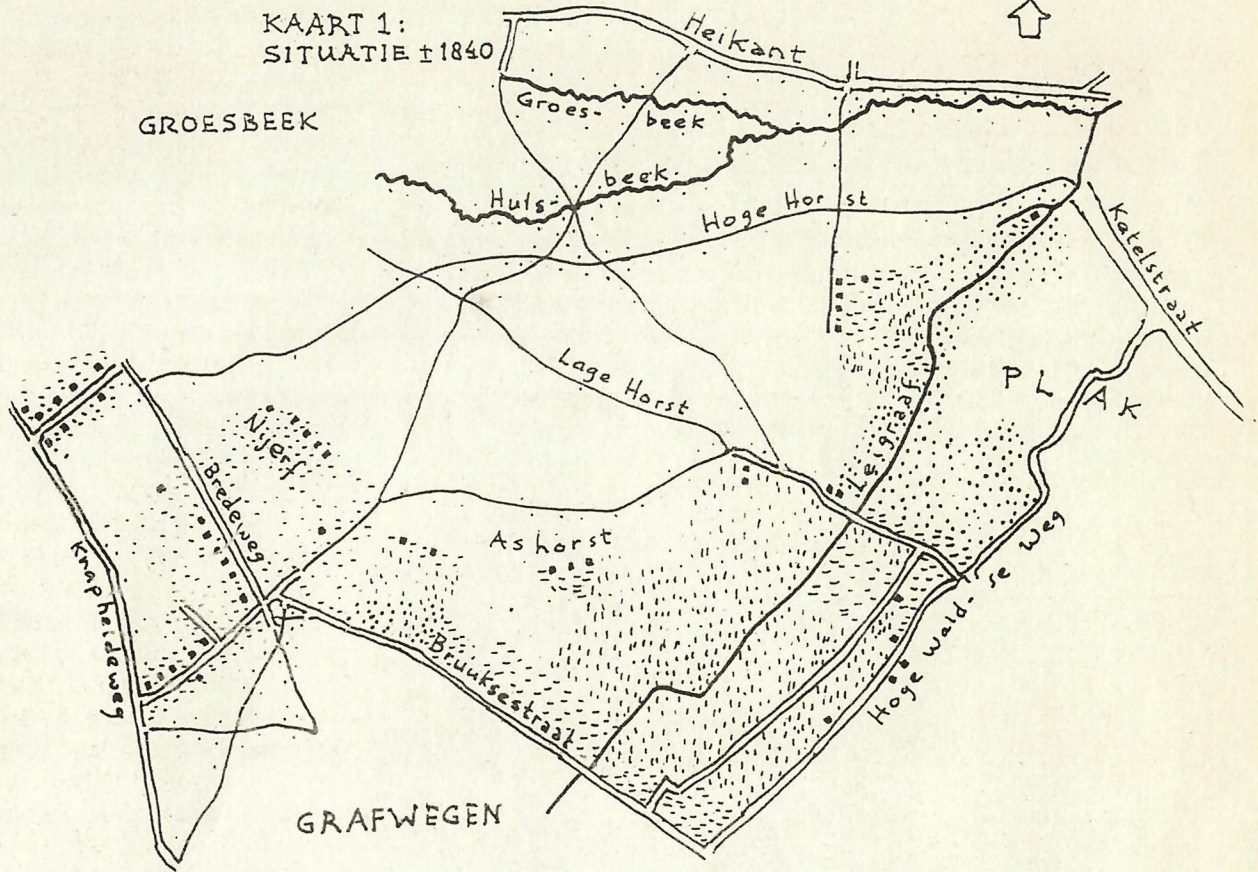 KAART 1:
SITUATIE ± 1840
Heikant
GROESBEEK
Groes-
beek
Huls-
beek
Hoge Horst
Katelstraat
Lage Horst
PLAK
Leigraaf
Nyerf
Bredeweg
Knapheideweg
Ashorst
Hoge wald-se weg
Bruuksestraat
GRAFWEGEN